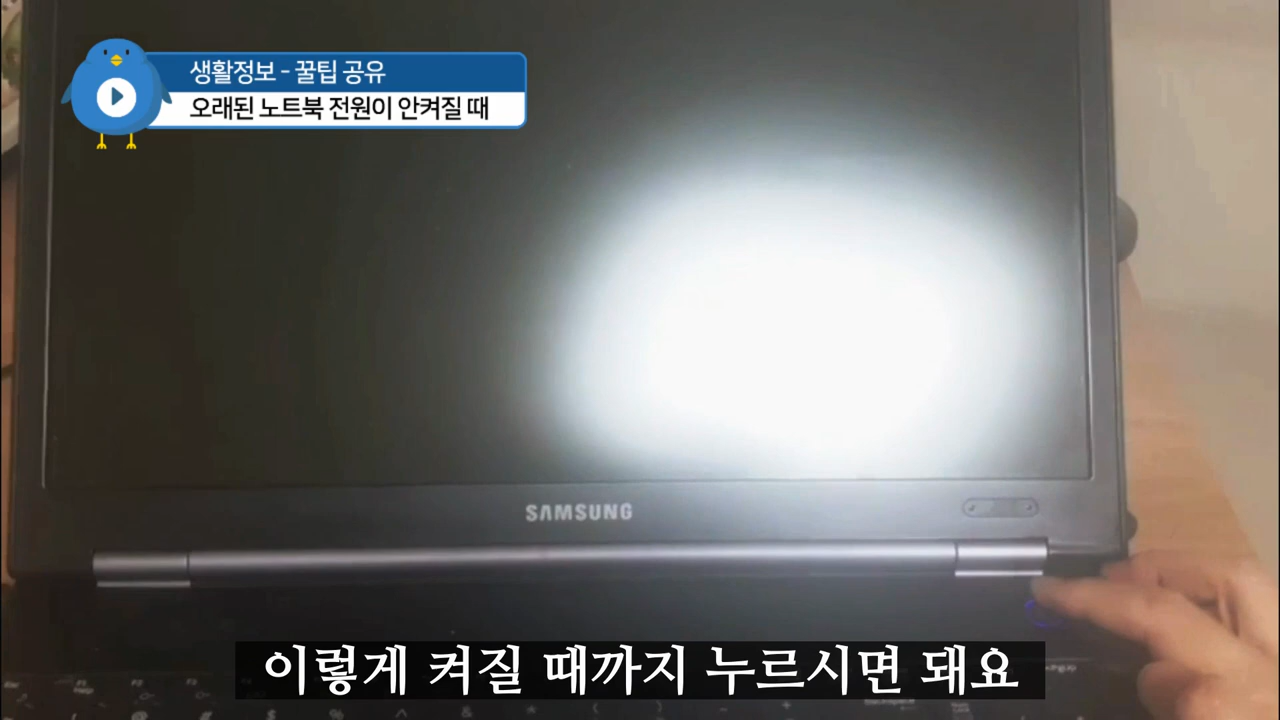 생활정보 - 꿀팁 공유
오래된 노트북 전원이 안켜질 때
SAMSUNG
이렇게 켜질 때까지 누르시면 돼요